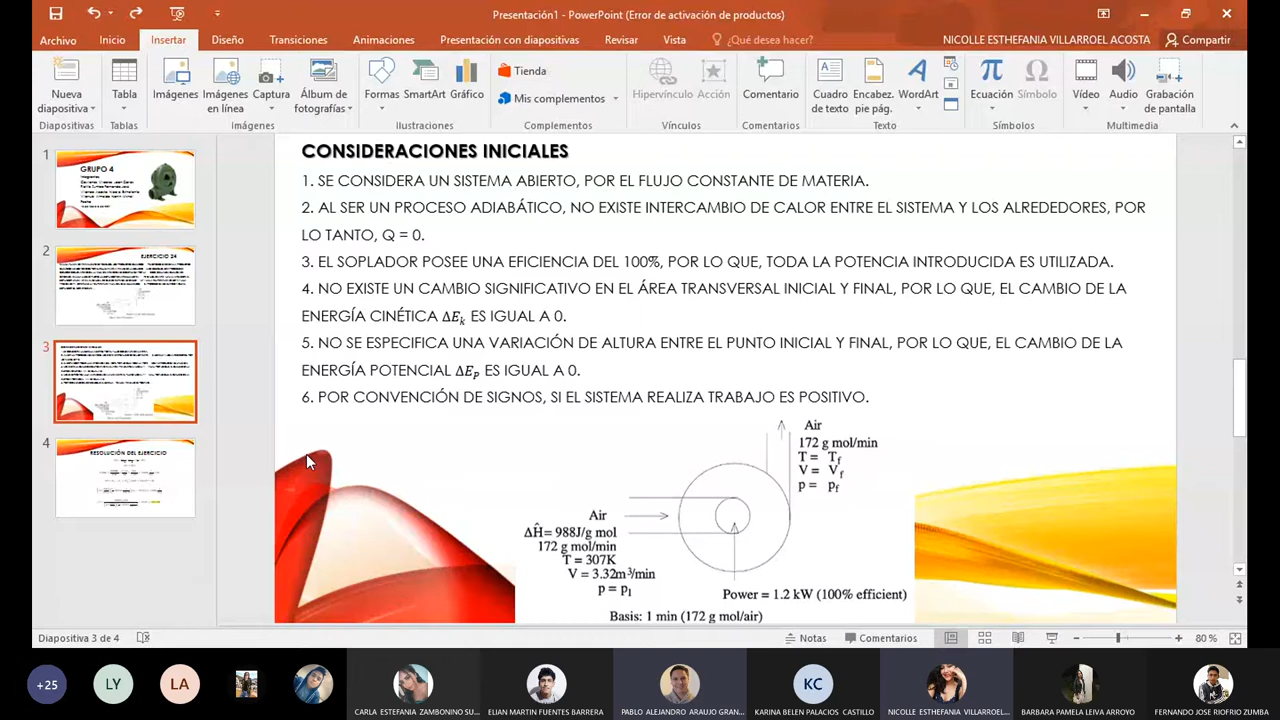 Presentación1 - PowerPoint (Error de activación de productos)
Archivo Inicio Insertar Diseño Transiciones Animaciones Presentación con diapositivas Revisar Vista ¿Qué desea hacer? NICOLLE ESTHEFANIA VILLARROEL ACOSTA Compartir
Nueva diapositiva
Tabla
Imágenes
Imágenes en línea
Captura
Álbum de fotografías
Formas
SmartArt
Gráfico
Tienda
Mis complementos
Hipervínculo
Acción
Comentario
Cuadro de texto
Encabez. pie pág.
WordArt
Ecuación
Símbolo
Vídeo
Audio
Grabación de pantalla
Diapositivas Tablas Imágenes Ilustraciones Complementos Vínculos Comentarios Texto Símbolos Multimedia
1
GRUPO 4
2
EJERCICIO 24
3
4
RESOLUCIÓN DEL EJERCICIO
CONSIDERACIONES INICIALES
1. SE CONSIDERA UN SISTEMA ABIERTO, POR EL FLUJO CONSTANTE DE MATERIA.
2. AL SER UN PROCESO ADIABÁTICO, NO EXISTE INTERCAMBIO DE CALOR ENTRE EL SISTEMA Y LOS ALREDEDORES, POR
LO TANTO, Q = 0.
3. EL SOPLADOR POSEE UNA EFICIENCIA DEL 100%, POR LO QUE, TODA LA POTENCIA INTRODUCIDA ES UTILIZADA.
4. NO EXISTE UN CAMBIO SIGNIFICATIVO EN EL ÁREA TRANSVERSAL INICIAL Y FINAL, POR LO QUE, EL CAMBIO DE LA
ENERGÍA CINÉTICA ΔE_k ES IGUAL A 0.
5. NO SE ESPECIFICA UNA VARIACIÓN DE ALTURA ENTRE EL PUNTO INICIAL Y FINAL, POR LO QUE, EL CAMBIO DE LA
ENERGÍA POTENCIAL ΔE_P ES IGUAL A 0.
6. POR CONVENCIÓN DE SIGNOS, SI EL SISTEMA REALIZA TRABAJO ES POSITIVO.
Air
172 g mol/min
T = T_f
V = V_f
p = p_f
Air
ΔĤ= 988J/g mol
172 g mol/min
T = 307K
V = 3.32m³/min
p = p_1
Power = 1.2 kW (100% efficient)
Basis: 1 min (172 g mol/air)
Diapositiva 3 de 4 Notas Comentarios 80 %
+25
LY
LA
KC
CARLA ESTEFANIA ZAMBONINO SU...
ELIAN MARTIN FUENTES BARRERA
PABLO ALEJANDRO ARAUJO GRAN...
KARINA BELEN PALACIOS CASTILLO
NICOLLE ESTHEFANIA VILLARROEL...
BARBARA PAMELA LEIVA ARROYO
FERNANDO JOSE RIOFRIO ZUMBA